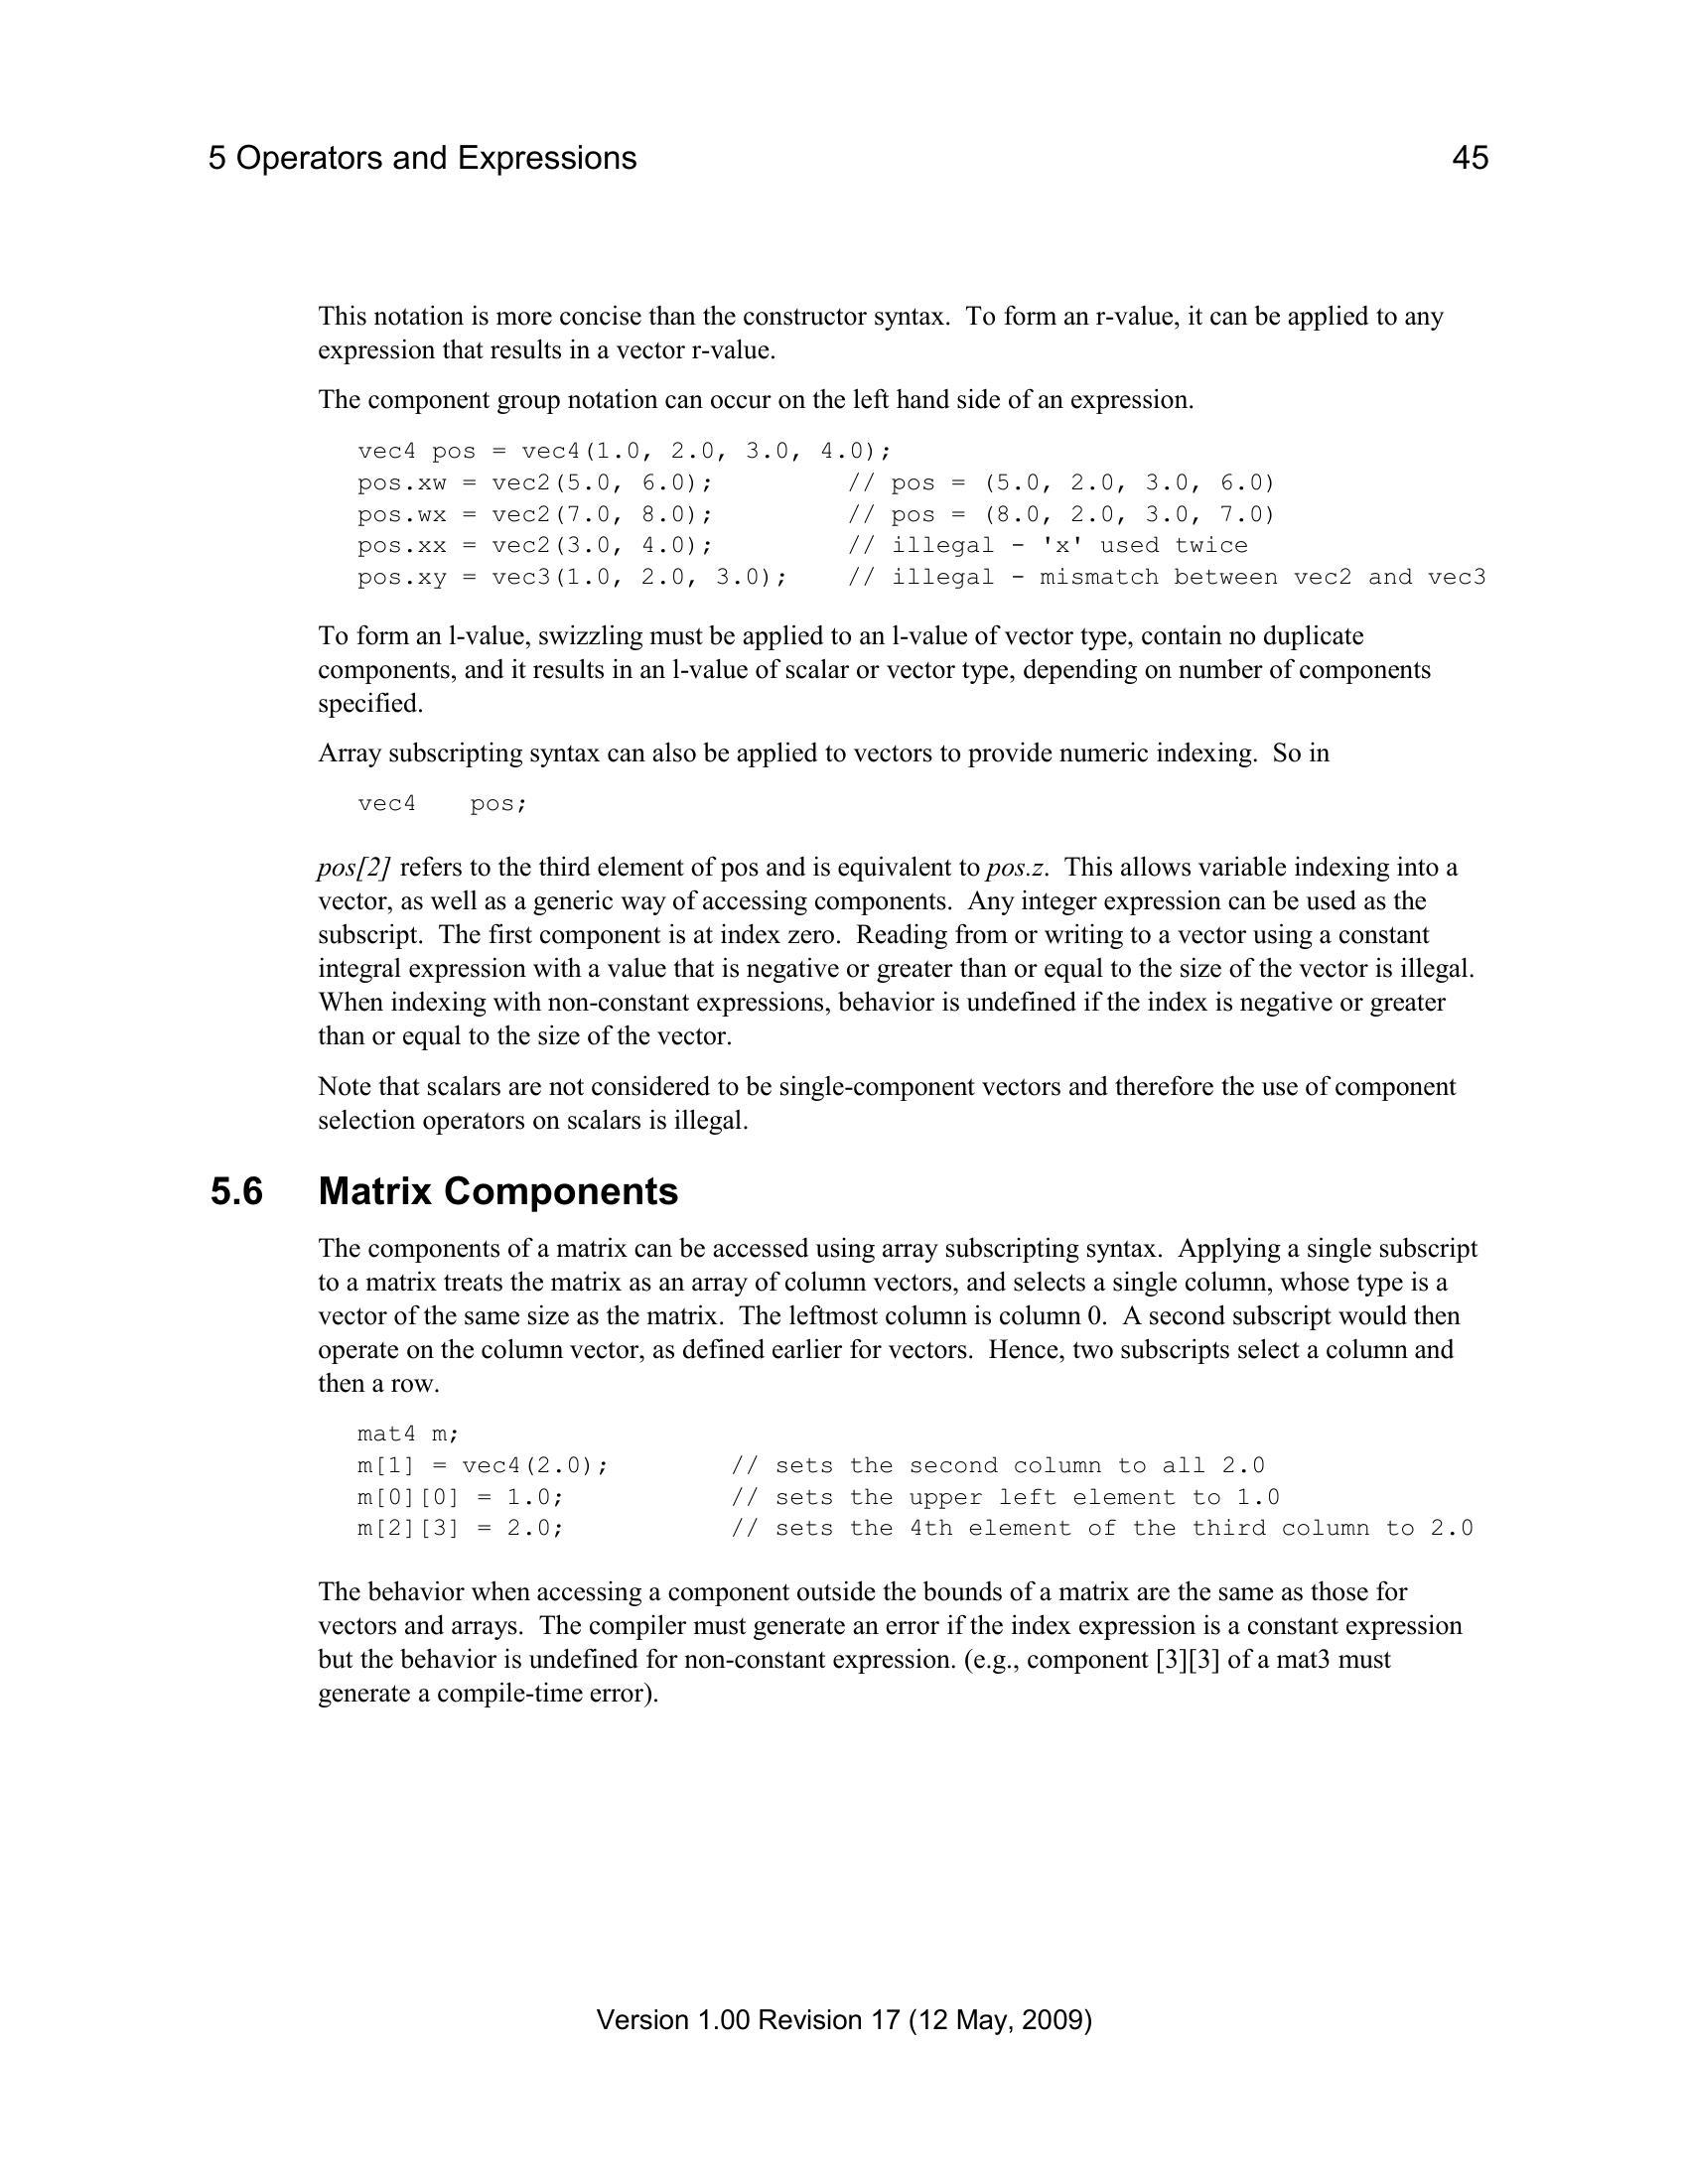 5 Operators and Expressions 45
This notation is more concise than the constructor syntax.  To form an r-value, it can be applied to any
expression that results in a vector r-value.
The component group notation can occur on the left hand side of an expression.
vec4 pos = vec4(1.0, 2.0, 3.0, 4.0);
pos.xw = vec2(5.0, 6.0);         // pos = (5.0, 2.0, 3.0, 6.0)
pos.wx = vec2(7.0, 8.0);         // pos = (8.0, 2.0, 3.0, 7.0)
pos.xx = vec2(3.0, 4.0);         // illegal - 'x' used twice
pos.xy = vec3(1.0, 2.0, 3.0);    // illegal - mismatch between vec2 and vec3
To form an l-value, swizzling must be applied to an l-value of vector type, contain no duplicate
components, and it results in an l-value of scalar or vector type, depending on number of components
specified.
Array subscripting syntax can also be applied to vectors to provide numeric indexing.  So in
vec4    pos;
pos[2] refers to the third element of pos and is equivalent to pos.z.  This allows variable indexing into a
vector, as well as a generic way of accessing components.  Any integer expression can be used as the
subscript.  The first component is at index zero.  Reading from or writing to a vector using a constant
integral expression with a value that is negative or greater than or equal to the size of the vector is illegal.
When indexing with non-constant expressions, behavior is undefined if the index is negative or greater
than or equal to the size of the vector.
Note that scalars are not considered to be single-component vectors and therefore the use of component
selection operators on scalars is illegal.
5.6 Matrix Components
The components of a matrix can be accessed using array subscripting syntax.  Applying a single subscript
to a matrix treats the matrix as an array of column vectors, and selects a single column, whose type is a
vector of the same size as the matrix.  The leftmost column is column 0.  A second subscript would then
operate on the column vector, as defined earlier for vectors.  Hence, two subscripts select a column and
then a row.
mat4 m;
m[1] = vec4(2.0);        // sets the second column to all 2.0
m[0][0] = 1.0;           // sets the upper left element to 1.0
m[2][3] = 2.0;           // sets the 4th element of the third column to 2.0
The behavior when accessing a component outside the bounds of a matrix are the same as those for
vectors and arrays.  The compiler must generate an error if the index expression is a constant expression
but the behavior is undefined for non-constant expression. (e.g., component [3][3] of a mat3 must
generate a compile-time error).
Version 1.00 Revision 17 (12 May, 2009)